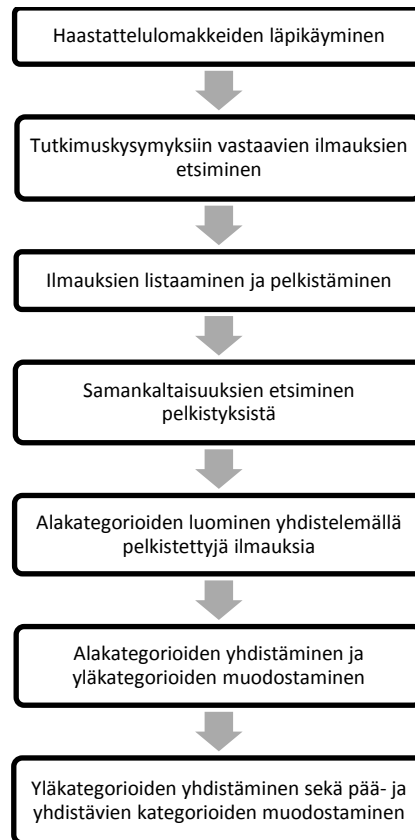 Haastattelulomakkeiden läpikäyminen
Tutkimuskysymyksiin vastaavien ilmauksien
etsiminen
Ilmauksien listaaminen ja pelkistäminen
Samankaltaisuuksien etsiminen
pelkistyksistä
Alakategorioiden luominen yhdistelemällä
pelkistettyjä ilmauksia
Alakategorioiden yhdistäminen ja
yläkategorioiden muodostaminen
Yläkategorioiden yhdistäminen sekä pää- ja
yhdistävien kategorioiden muodostaminen